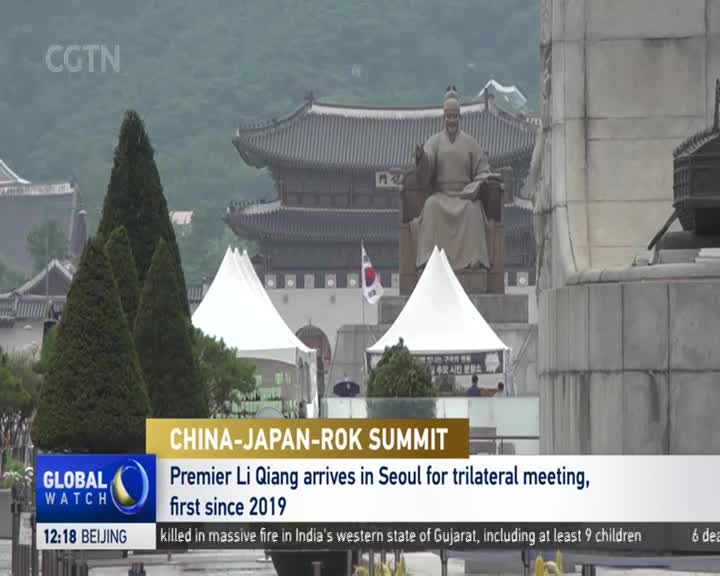 CGTN
CHINA-JAPAN-ROK SUMMIT
Premier Li Qiang arrives in Seoul for trilateral meeting,
first since 2019
GLOBAL
WATCH
12:18 BEIJING
killed in massive fire in India's western state of Gujarat, including at least 9 children 6 dea